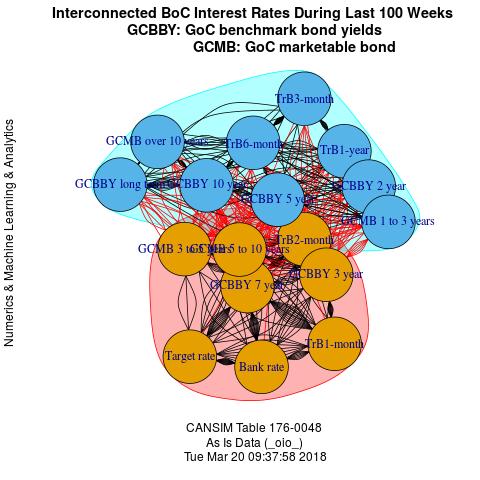 Interconnected BoC Interest Rates During Last 100 Weeks
GCBBY: GoC benchmark bond yields
GCMB: GoC marketable bond
Numerics & Machine Learning & Analytics
TrB3-month
GCMB over 10 years
TrB6-month
TrB1-year
GCBBY long
GCBBY 10 year
GCBBY 2 year
GCBBY 5 year
GCMB 1 to 3 years
TrB2-month
GCMB 3 to 5 years
GCMB 5 to 10 years
GCBBY 3 year
GCBBY 7 year
TrB1-month
Target rate
Bank rate
CANSIM Table 176-0048
As Is Data (_oio_)
Tue Mar 20 09:37:58 2018